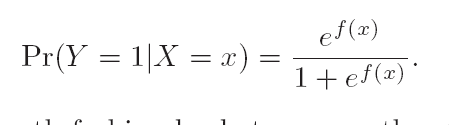 Pr(Y = 1|X = x) = e^{f(x)} / (1 + e^{f(x)}).